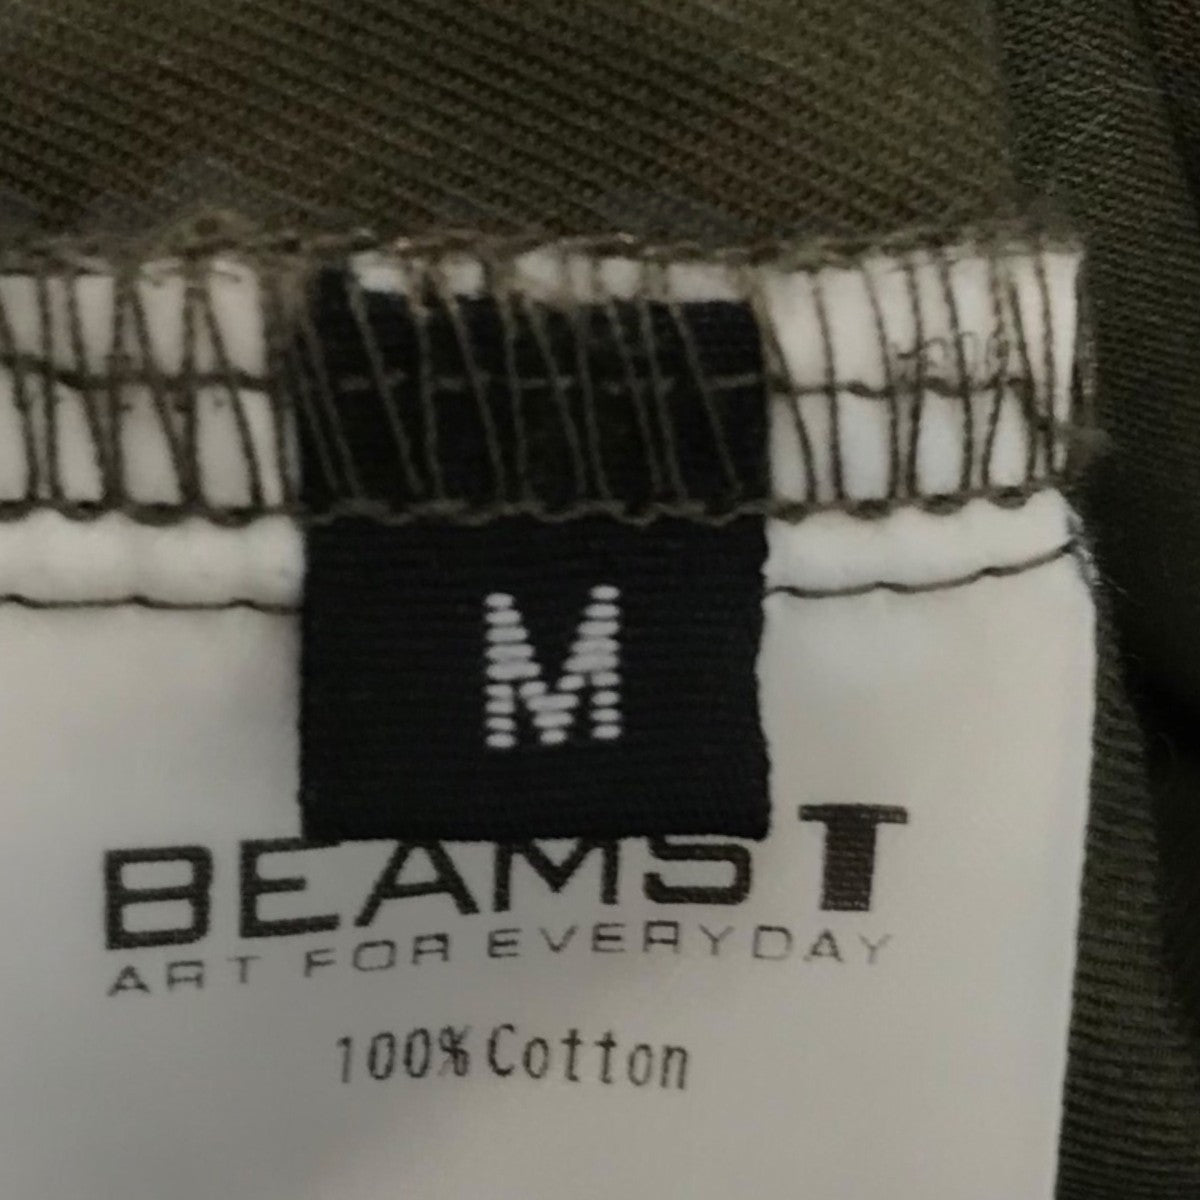 M
BEAMS T
ART FOR EVERYDAY
100% Cotton